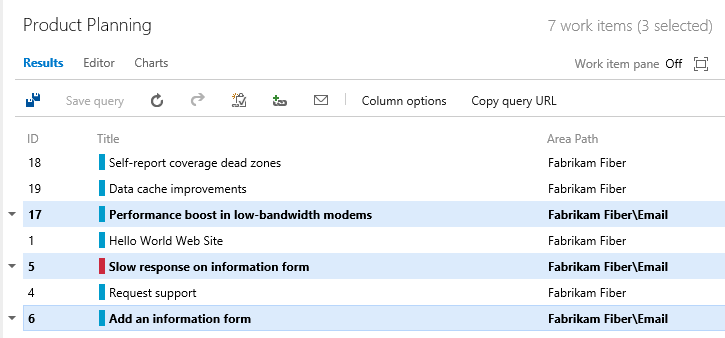 Product Planning 7 work items (3 selected)
Results Editor Charts Work item pane Off
Save query Column options Copy query URL
ID Title Area Path
18 Self-report coverage dead zones Fabrikam Fiber
19 Data cache improvements Fabrikam Fiber
17 Performance boost in low-bandwidth modems Fabrikam Fiber\Email
1 Hello World Web Site Fabrikam Fiber
5 Slow response on information form Fabrikam Fiber\Email
4 Request support Fabrikam Fiber
6 Add an information form Fabrikam Fiber\Email